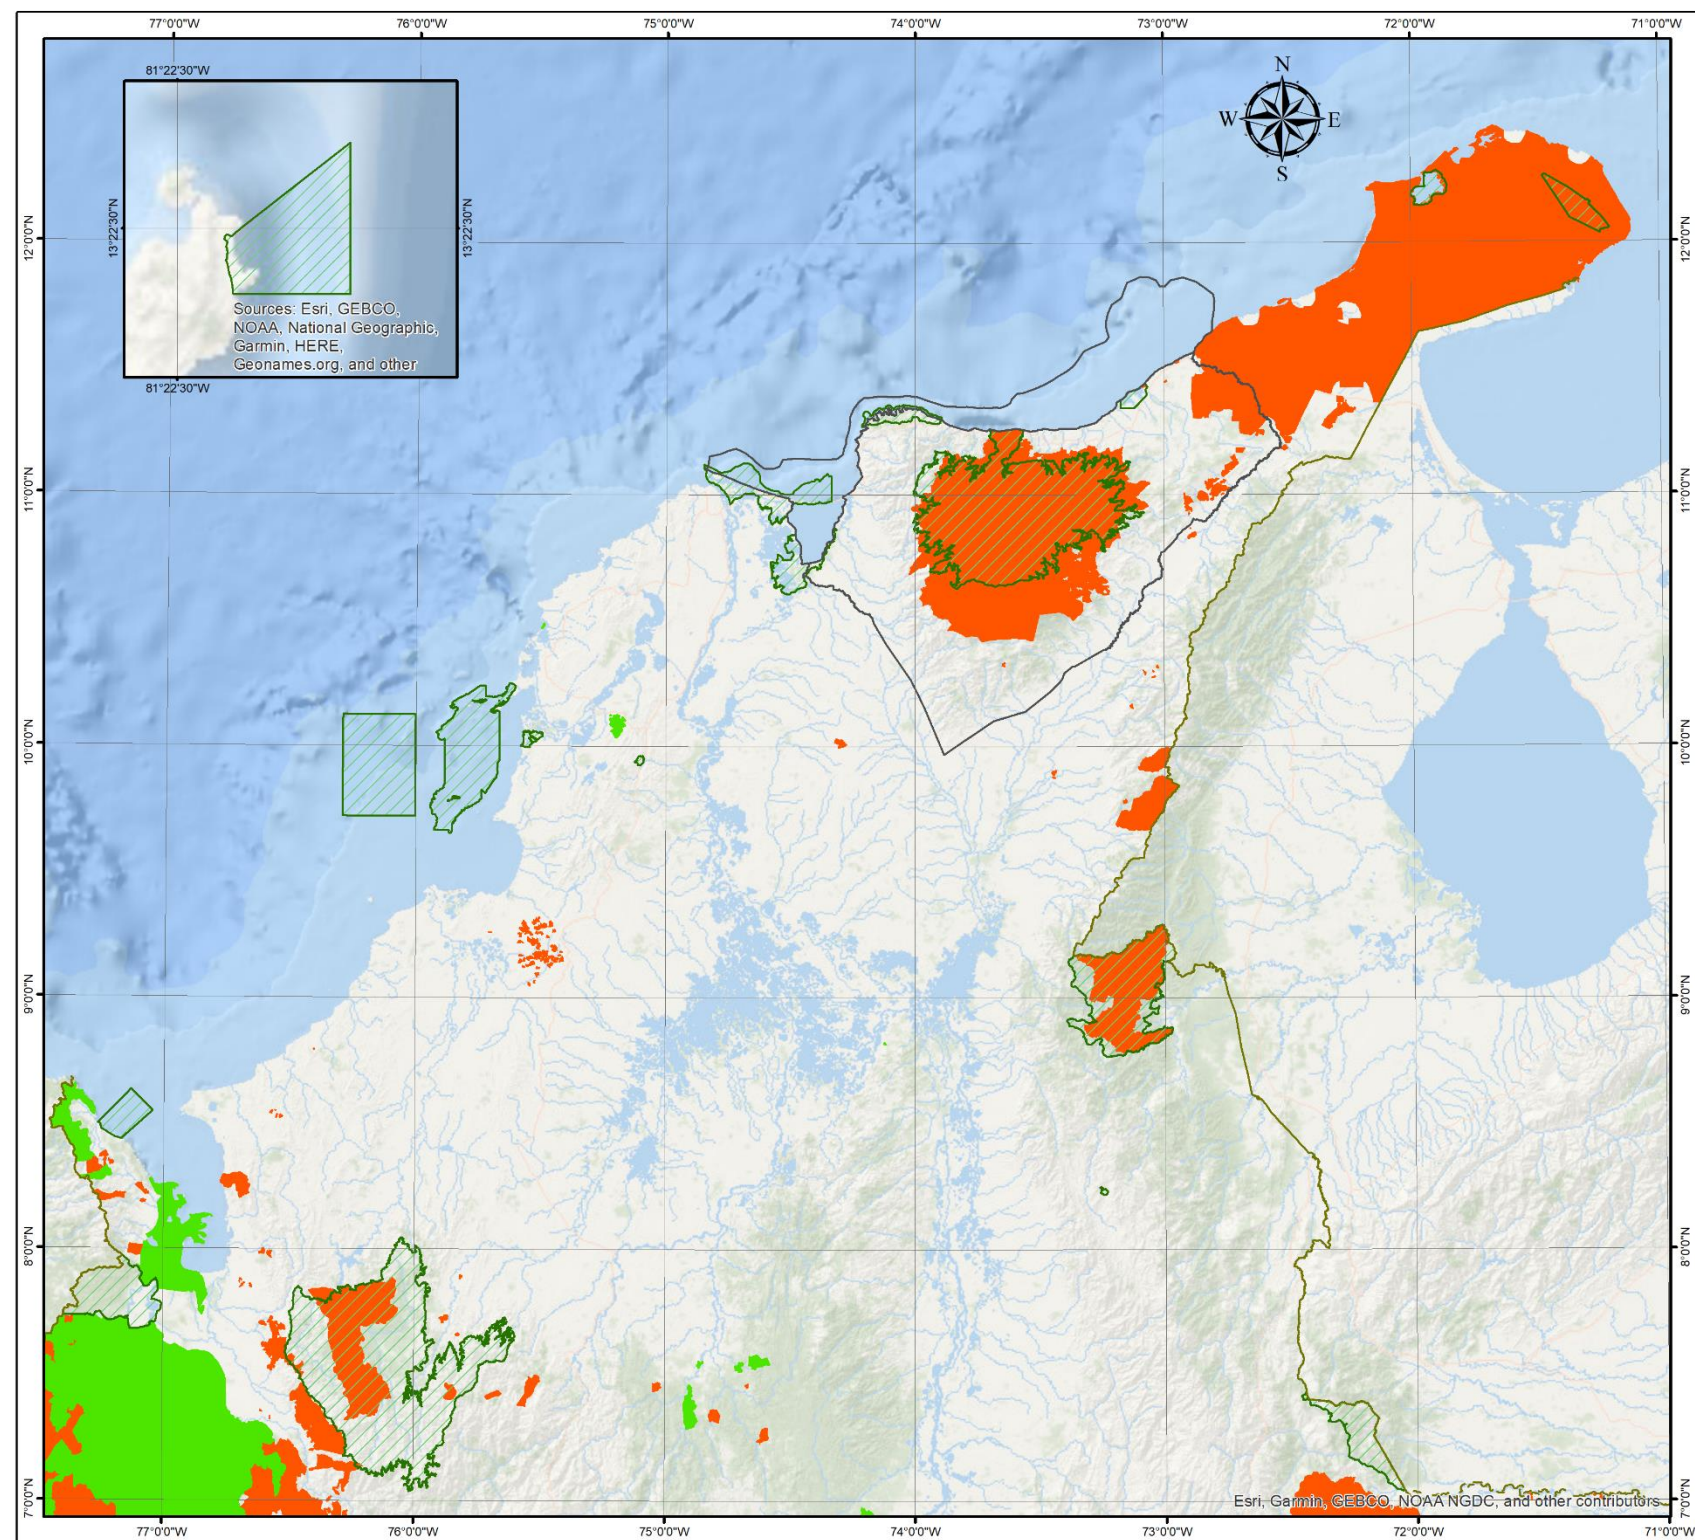 77°0'0"W 76°0'0"W 75°0'0"W 74°0'0"W 73°0'0"W 72°0'0"W 71°0'0"W
81°22'30"W
13°22'30"N
13°22'30"N
Sources: Esri, GEBCO,
NOAA, National Geographic,
Garmin, HERE,
Geonames.org, and other
81°22'30"W
N
W E
S
12°0'0"N 12°0'0"N
11°0'0"N 11°0'0"N
10°0'0"N 10°0'0"N
9°0'0"N 9°0'0"N
8°0'0"N 8°0'0"N
7°0'0"N 7°0'0"N
Esri, Garmin, GEBCO, NOAA NGDC, and other contributors
77°0'0"W 76°0'0"W 75°0'0"W 74°0'0"W 73°0'0"W 72°0'0"W 71°0'0"W